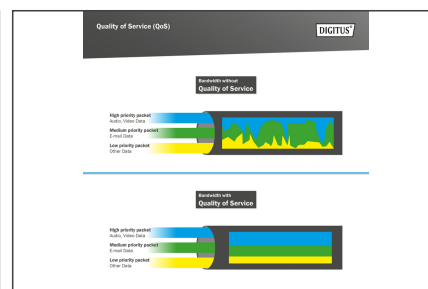 Quality of Service (QoS)
DIGITUS®
Bandwidth without
Quality of Service
High priority packet
Audio, Video Data
Medium priority packet
E-mail Data
Low priority packet
Other Data
Bandwidth with
Quality of Service
High priority packet
Audio, Video Data
Medium priority packet
E-mail Data
Low priority packet
Other Data